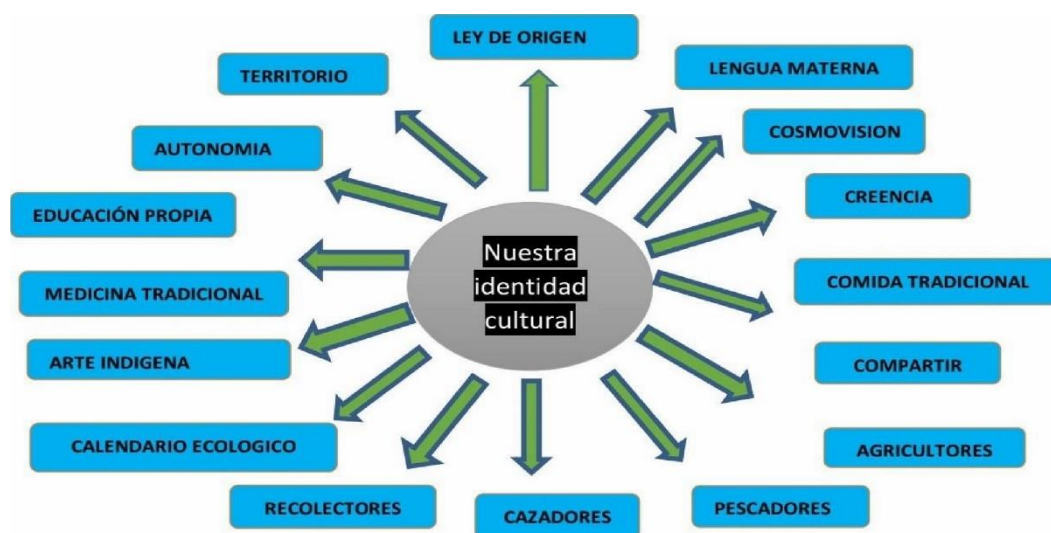 LEY DE ORIGEN
LENGUA MATERNA
TERRITORIO
COSMOVISION
AUTONOMIA
CREENCIA
EDUCACIÓN PROPIA
Nuestra
identidad
cultural
COMIDA TRADICIONAL
MEDICINA TRADICIONAL
ARTE INDIGENA
COMPARTIR
CALENDARIO ECOLOGICO
AGRICULTORES
RECOLECTORES
CAZADORES
PESCADORES